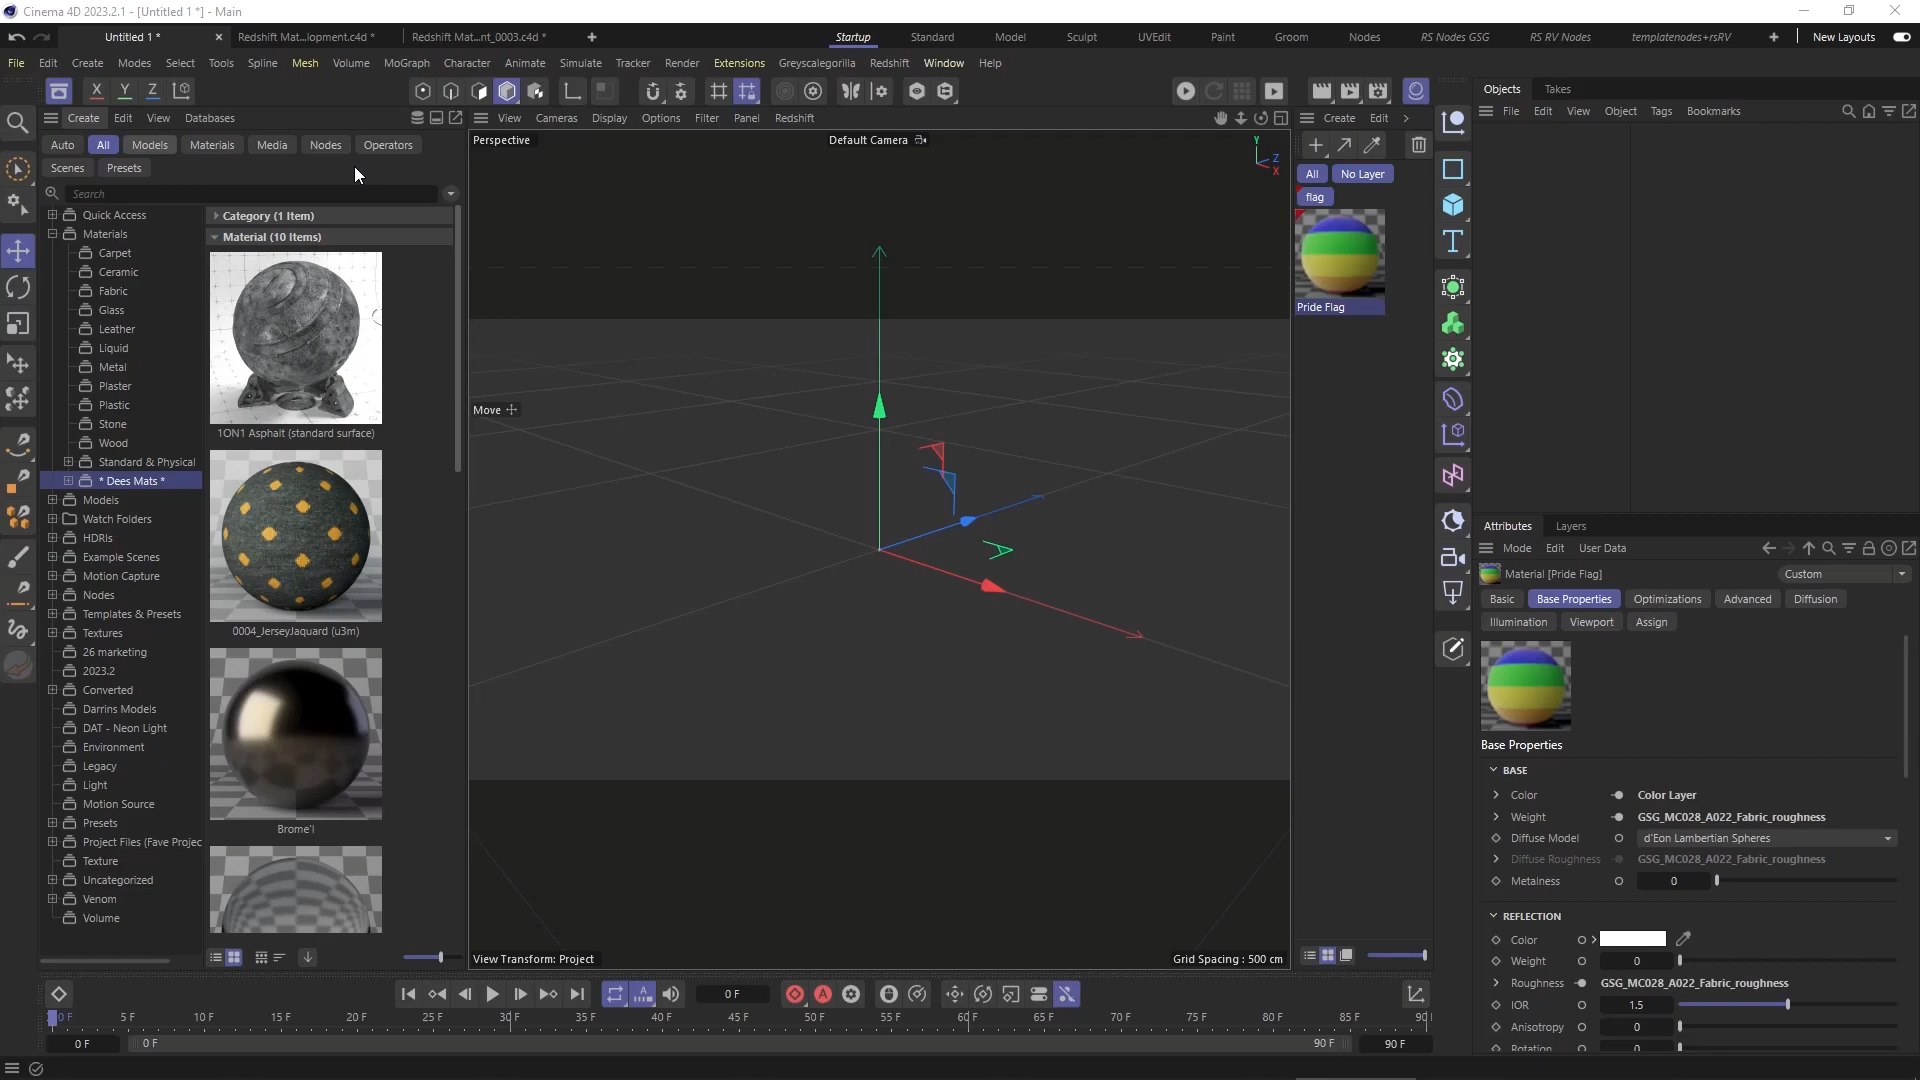 Cinema 4D 2023.2.1 - [Untitled 1 *] - Main
Untitled 1 *
Redshift Mat...lopment.c4d *
Redshift Mat...nt_0003.c4d *
Startup Standard Model Sculpt UVEdit Paint Groom Nodes RS Nodes GSG RS RV Nodes templatenodes+rsRV New Layouts
File Edit Create Modes Select Tools Spline Mesh Volume MoGraph Character Animate Simulate Tracker Render Extensions Greyscalegorilla Redshift Window Help
X Y Z
Create Edit View Databases
Auto All Models Materials Media Nodes Operators
Scenes Presets
Search
Quick Access
Materials
Carpet
Ceramic
Fabric
Glass
Leather
Liquid
Metal
Plaster
Plastic
Stone
Wood
Standard & Physical
* Dees Mats *
Models
Watch Folders
HDRIs
Example Scenes
Motion Capture
Nodes
Templates & Presets
Textures
26 marketing
2023.2
Converted
Darrins Models
DAT - Neon Light
Environment
Legacy
Light
Motion Source
Presets
Project Files (Fave Projec
Texture
Uncategorized
Venom
Volume
Category (1 Item)
Material (10 Items)
1ON1 Asphalt (standard surface)
0004_JerseyJaquard (u3m)
Brome'l
View Cameras Display Options Filter Panel Redshift
Perspective
Default Camera
Y
Z
X
Move
View Transform: Project
Grid Spacing : 500 cm
Create Edit
All No Layer
flag
Pride Flag
Objects Takes
File Edit View Object Tags Bookmarks
Attributes Layers
Mode Edit User Data
Material [Pride Flag]
Custom
Basic Base Properties Optimizations Advanced Diffusion
Illumination Viewport Assign
Base Properties
BASE
Color Color Layer
Weight GSG_MC028_A022_Fabric_roughness
Diffuse Model d'Eon Lambertian Spheres
Diffuse Roughness GSG_MC028_A022_Fabric_roughness
Metalness 0
REFLECTION
Color
Weight 0
Roughness GSG_MC028_A022_Fabric_roughness
IOR 1.5
Anisotropy 0
Rotation 0
0 F
0 F 5 F 10 F 15 F 20 F 25 F 30 F 35 F 40 F 45 F 50 F 55 F 60 F 65 F 70 F 75 F 80 F 85 F 90
0 F 0 F 90 F 90 F